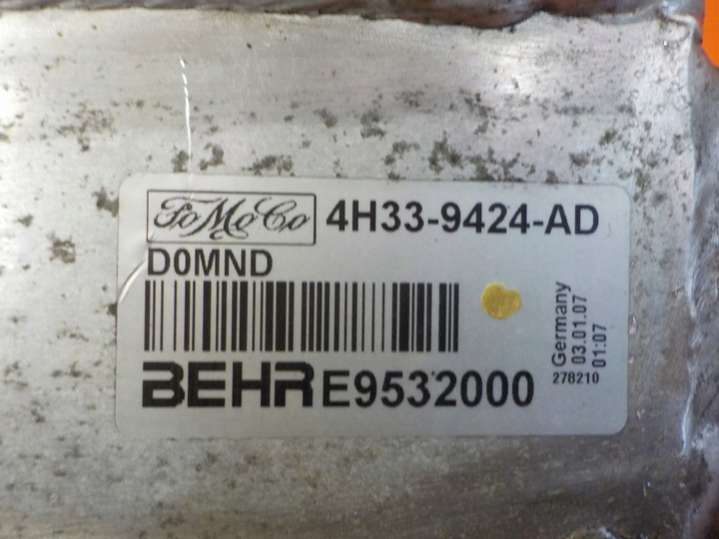 FoMoCo 4H33-9424-AD
D0MND
BEHR E9532000
Germany
03.01.07
01:07
278210